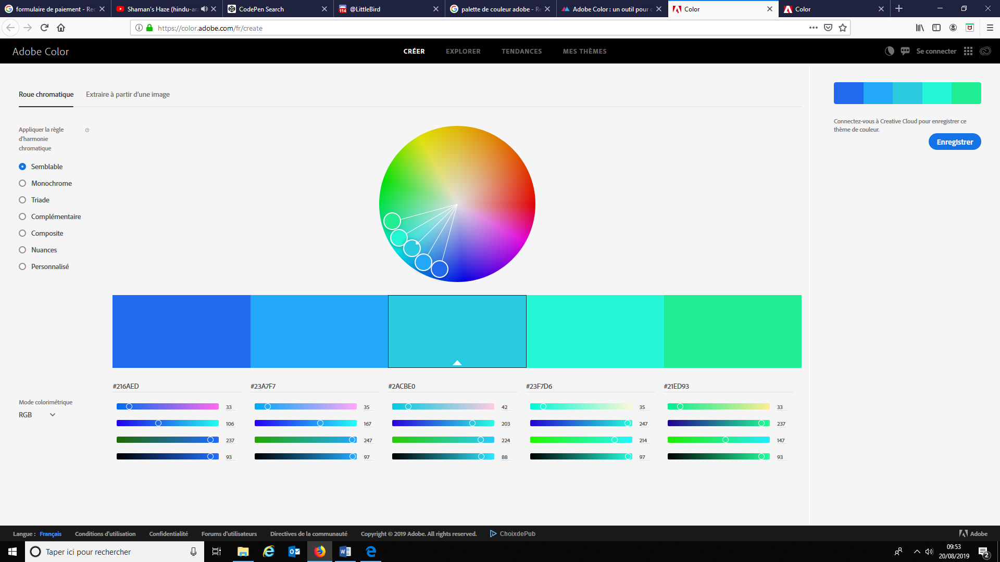 formulaire de paiement - Rec
Shaman's Haze (hindu-ara
CodePen Search
114 @LittleBird
palette de couleur adobe - Re
Adobe Color : un outil pour c
Color
Color
https://color.adobe.com/fr/create
Adobe Color
CRÉER
EXPLORER
TENDANCES
MES THÈMES
Se connecter
Roue chromatique
Extraire à partir d'une image
Connectez-vous à Creative Cloud pour enregistrer ce
thème de couleur.
Enregistrer
Appliquer la règle
d'harmonie
chromatique
Semblable
Monochrome
Triade
Complémentaire
Composite
Nuances
Personnalisé
#216AED
#23A7F7
#2ACBE0
#23F7D6
#21ED93
Mode colorimétrique
RGB
33 35 42 35 33
106 167 203 247 237
237 247 224 214 147
93 97 88 97 93
Langue : Français
Conditions d'utilisation
Confidentialité
Forums d'utilisateurs
Directives de la communauté
Copyright © 2019 Adobe. All rights reserved.
ChoixdePub
Adobe
Taper ici pour rechercher
09:53
20/08/2019
2